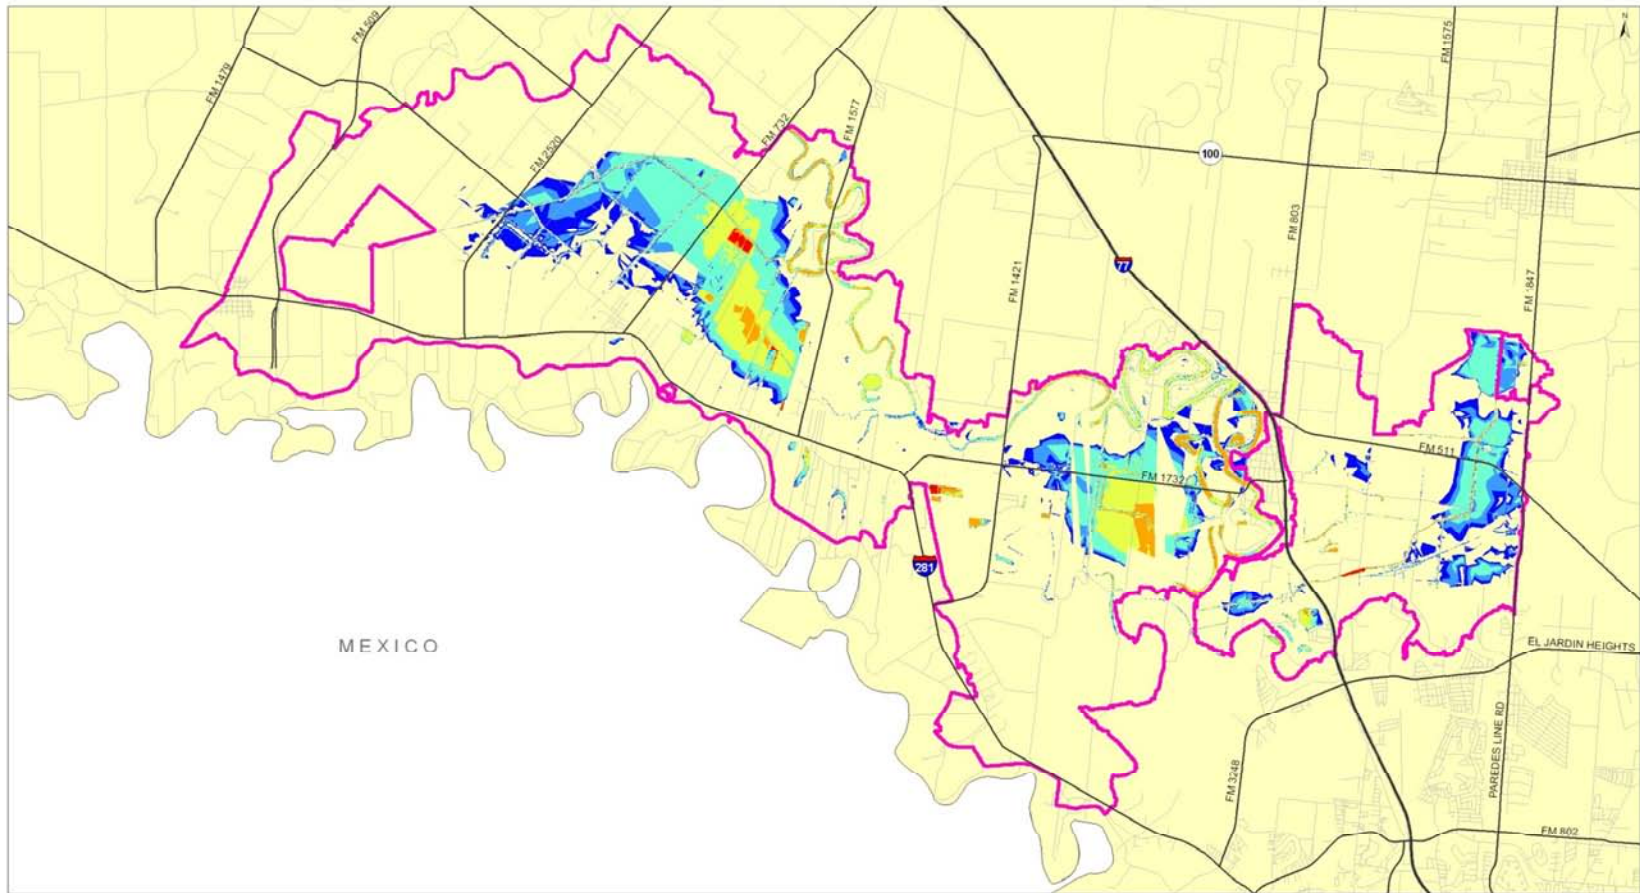 N
FM 509
FM 1575
FM 1479
FM 732
FM 1577
FM 2520
100
FM 803
77
FM 1421
FM 1847
FM 511
FM 1732
281
MEXICO
EL JARDIN HEIGHTS
PAREDES LINE RD
FM 3248
FM 802